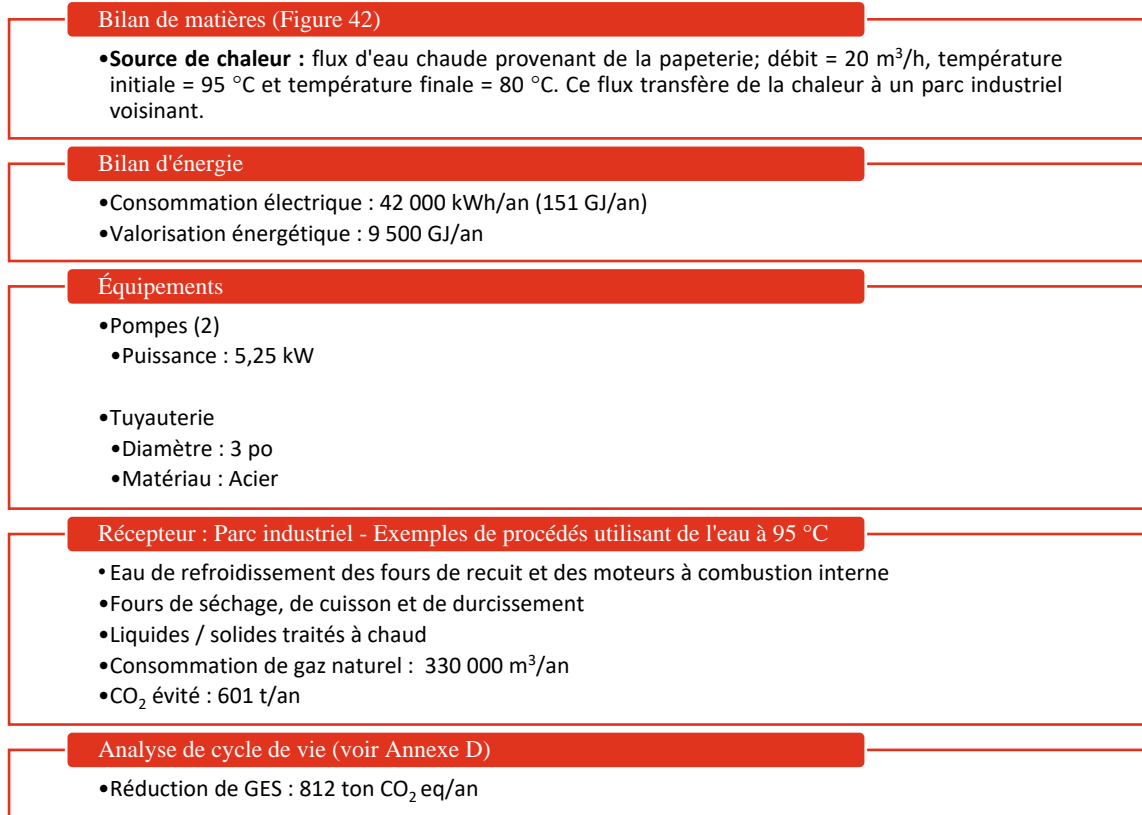 Bilan de matières (Figure 42)
•Source de chaleur : flux d'eau chaude provenant de la papeterie; débit = 20 m³/h, température
initiale = 95 °C et température finale = 80 °C. Ce flux transfère de la chaleur à un parc industriel
voisinant.
Bilan d'énergie
•Consommation électrique : 42 000 kWh/an (151 GJ/an)
•Valorisation énergétique : 9 500 GJ/an
Équipements
•Pompes (2)
•Puissance : 5,25 kW
•Tuyauterie
•Diamètre : 3 po
•Matériau : Acier
Récepteur : Parc industriel - Exemples de procédés utilisant de l'eau à 95 °C
• Eau de refroidissement des fours de recuit et des moteurs à combustion interne
•Fours de séchage, de cuisson et de durcissement
•Liquides / solides traités à chaud
•Consommation de gaz naturel : 330 000 m³/an
•CO₂ évité : 601 t/an
Analyse de cycle de vie (voir Annexe D)
•Réduction de GES : 812 ton CO₂ eq/an